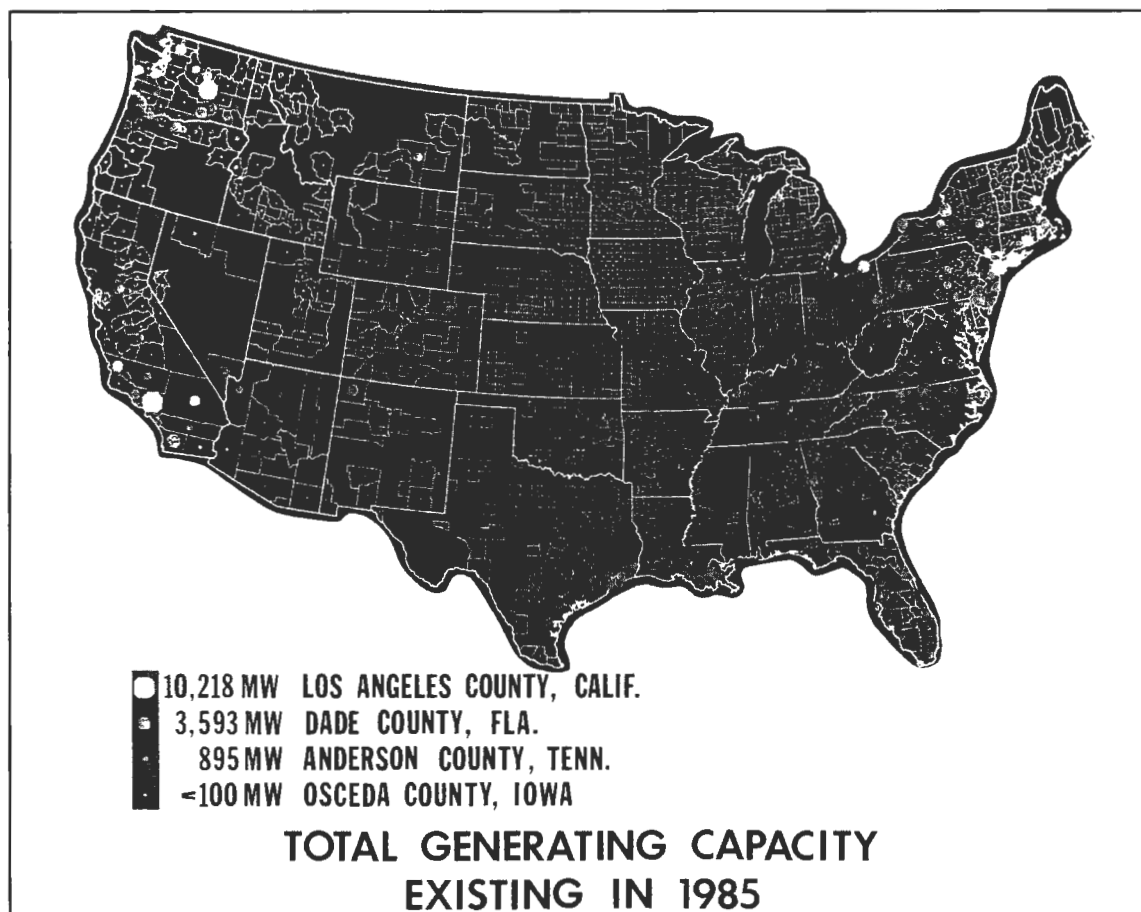 10,218 MW LOS ANGELES COUNTY, CALIF.
3,593 MW DADE COUNTY, FLA.
895 MW ANDERSON COUNTY, TENN.
≤100 MW OSCEDA COUNTY, IOWA
TOTAL GENERATING CAPACITY
EXISTING IN 1985